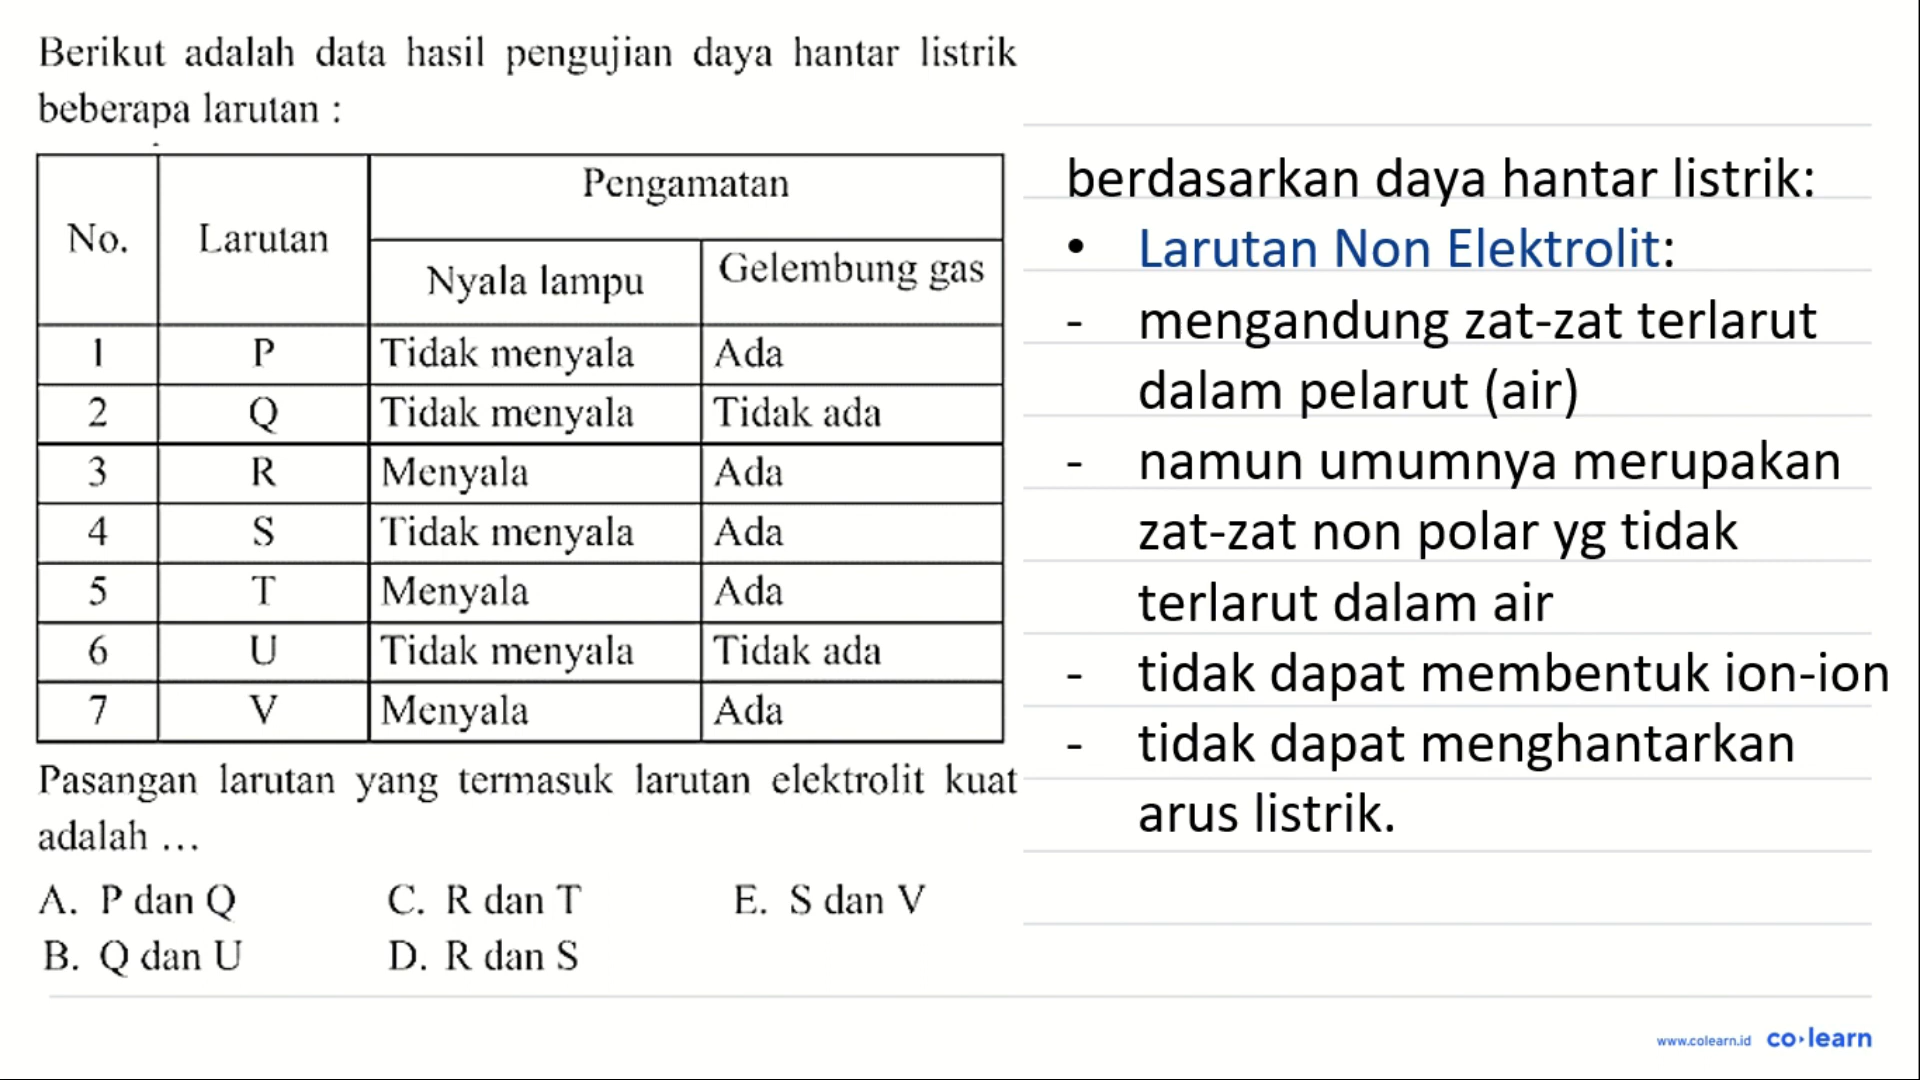 Berikut adalah data hasil pengujian daya hantar listrik
beberapa larutan :
No. Larutan Pengamatan
Nyala lampu Gelembung gas
1 P Tidak menyala Ada
2 Q Tidak menyala Tidak ada
3 R Menyala Ada
4 S Tidak menyala Ada
5 T Menyala Ada
6 U Tidak menyala Tidak ada
7 V Menyala Ada
Pasangan larutan yang termasuk larutan elektrolit kuat
adalah ...
A. P dan Q C. R dan T E. S dan V
B. Q dan U D. R dan S
berdasarkan daya hantar listrik:
• Larutan Non Elektrolit:
- mengandung zat-zat terlarut
dalam pelarut (air)
- namun umumnya merupakan
zat-zat non polar yg tidak
terlarut dalam air
- tidak dapat membentuk ion-ion
- tidak dapat menghantarkan
arus listrik.
www.colearn.id co learn